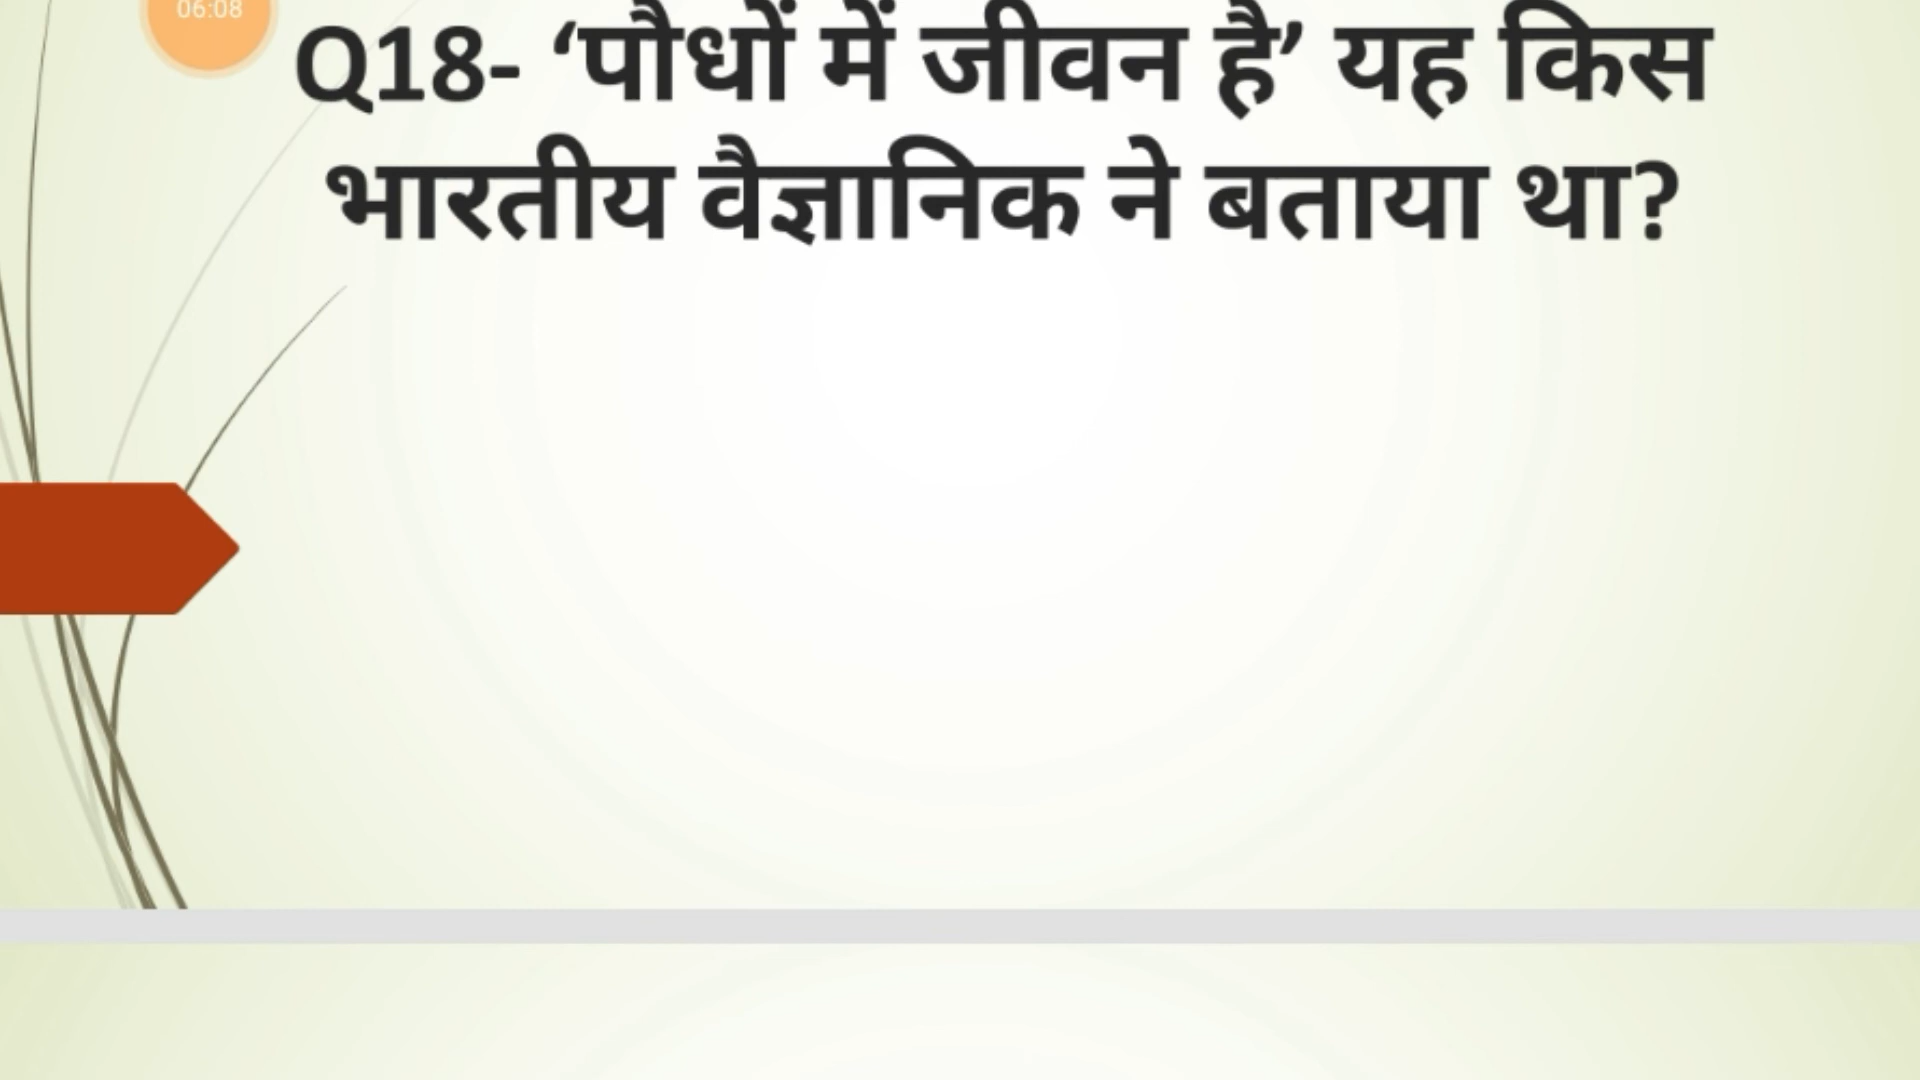 06:08
Q18- ‘पौधों में जीवन है’ यह किस
भारतीय वैज्ञानिक ने बताया था?